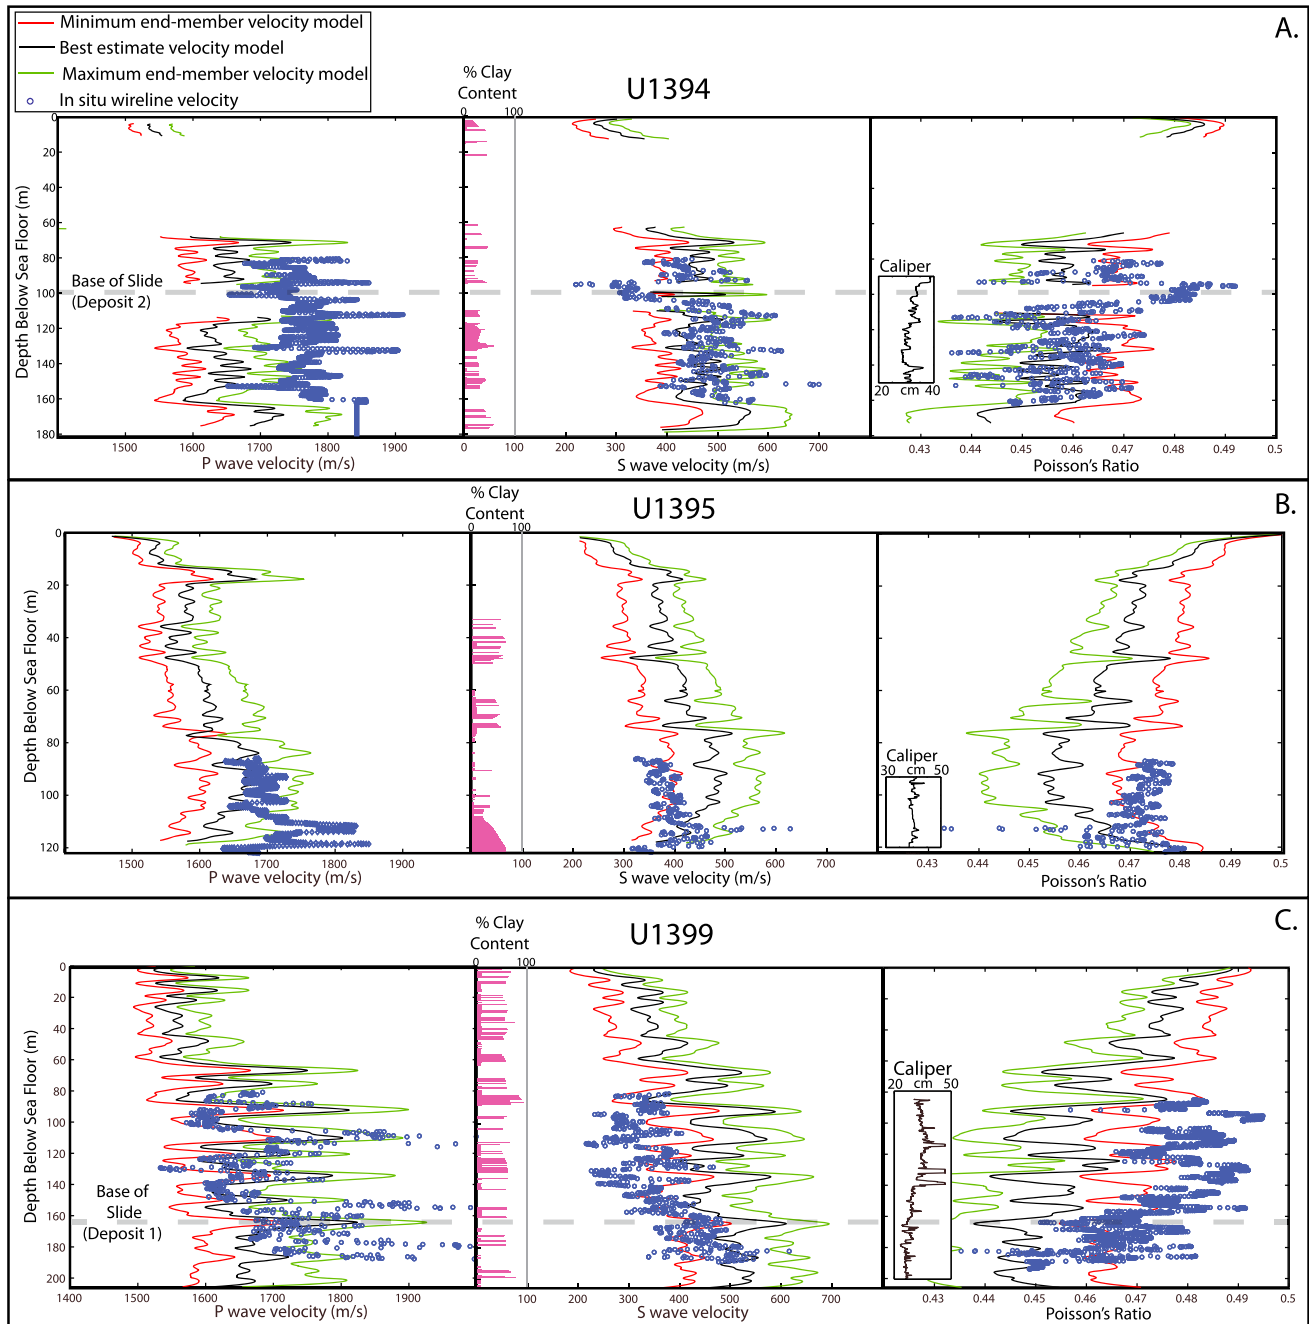 Minimum end-member velocity model
Best estimate velocity model
Maximum end-member velocity model
In situ wireline velocity
A.
% Clay
Content
0 100
U1394
Depth Below Sea Floor (m)
0
20
40
60
80
100
120
140
160
180
Base of Slide
(Deposit 2)
Caliper
20 cm 40
1500 1600 1700 1800 1900
P wave velocity (m/s)
0 100
200 300 400 500 600 700
S wave velocity (m/s)
0.43 0.44 0.45 0.46 0.47 0.48 0.49 0.5
Poisson's Ratio
B.
% Clay
Content
0 100
U1395
Depth Below Sea Floor (m)
0
20
40
60
80
100
120
Caliper
30 cm 50
1500 1600 1700 1800 1900
P wave velocity (m/s)
100
200 300 400 500 600 700
S wave velocity (m/s)
0.43 0.44 0.45 0.46 0.47 0.48 0.49 0.5
Poisson's Ratio
C.
% Clay
Content
0 100
U1399
Depth Below Sea Floor (m)
0
20
40
60
80
100
120
140
160
180
200
Base of
Slide
(Deposit 1)
Caliper
20 cm 50
1400 1500 1600 1700 1800 1900
P wave velocity (m/s)
100
200 300 400 500 600 700
S wave velocity
0.43 0.44 0.45 0.46 0.47 0.48 0.49 0.5
Poisson's Ratio